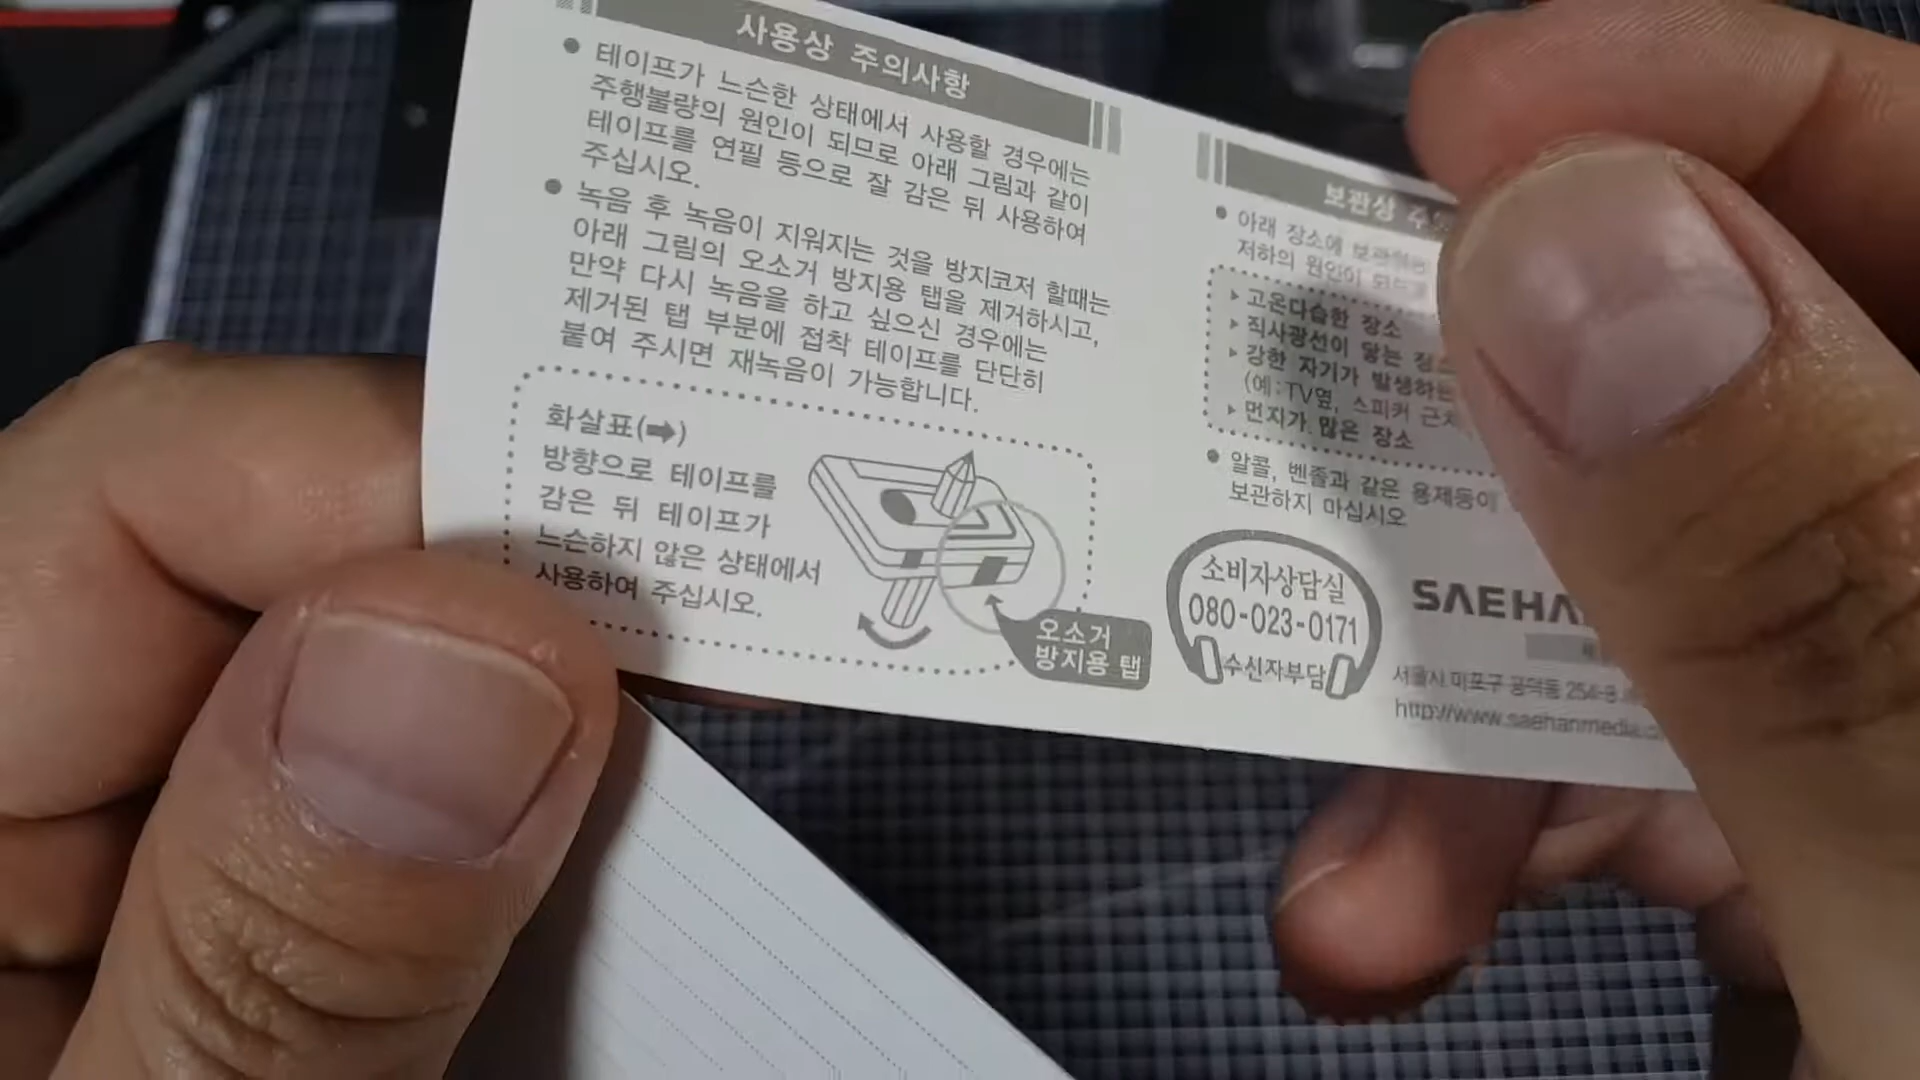 사용상 주의사항
● 테이프가 느슨한 상태에서 사용할 경우에는
주행불량의 원인이 되므로 아래 그림과 같이
테이프를 연필 등으로 잘 감은 뒤 사용하여
주십시오.
● 녹음 후 녹음이 지워지는 것을 방지코저 할때는
아래 그림의 오소거 방지용 탭을 제거하시고,
만약 다시 녹음을 하고 싶으신 경우에는
제거된 탭 부분에 접착 테이프를 단단히
붙여 주시면 재녹음이 가능합니다.
화살표(➡)
방향으로 테이프를
감은 뒤 테이프가
느슨하지 않은 상태에서
사용하여 주십시오.
오소거
방지용 탭
보관상
● 아래 장소에
저하의 원인이
▸고온다습한 장소
▸직사광선이 닿는
▸강한 자기가 발생하는
(예:TV옆, 스피커
▸먼지가 많은 장소
● 알콜, 벤졸과 같은 용제등이
보관하지 마십시오
소비자상담실
080-023-0171
수신자부담
SAEHA
서울시 마포구 공덕동 254-8
http://www.saehanmedia.c